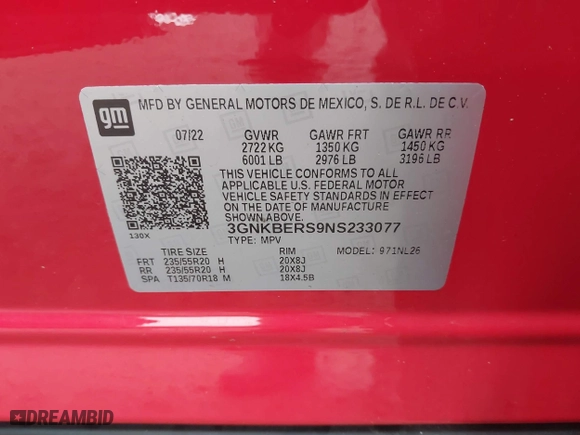 gm
MFD BY GENERAL MOTORS DE MEXICO, S. DE R.L. DE C.V.
07/22 GVWR GAWR FRT GAWR RR
2722 KG 1350 KG 1450 KG
6001 LB 2976 LB 3196 LB
THIS VEHICLE CONFORMS TO ALL
APPLICABLE U.S. FEDERAL MOTOR
VEHICLE SAFETY STANDARDS IN EFFECT
ON THE DATE OF MANUFACTURE
SHOWN ABOVE.
3GNKBERS9NS233077
130X
TYPE: MPV MODEL: 971NL26
TIRE SIZE RIM
FRT 235/55R20 H 20X8J
RR 235/55R20 H 20X8J
SPA T135/70R18 M 18X4.5B
DREAMBID